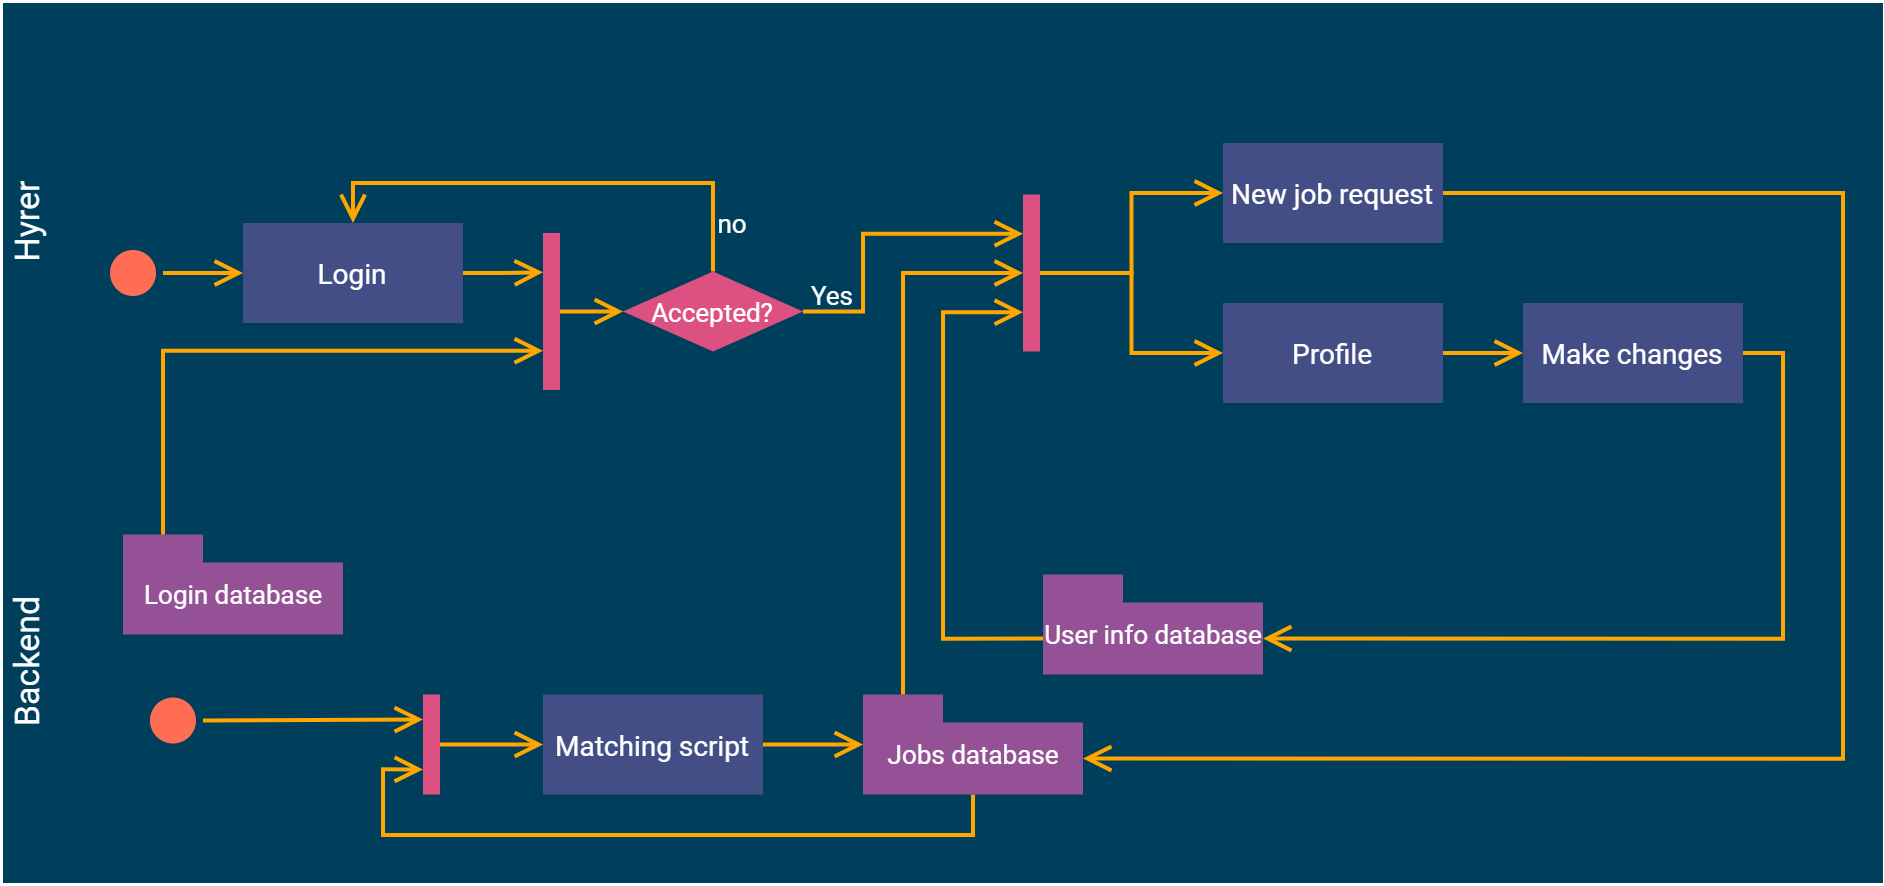 Hyrer
Login
no
Accepted?
Yes
New job request
Profile
Make changes
Backend
Login database
User info database
Matching script
Jobs database